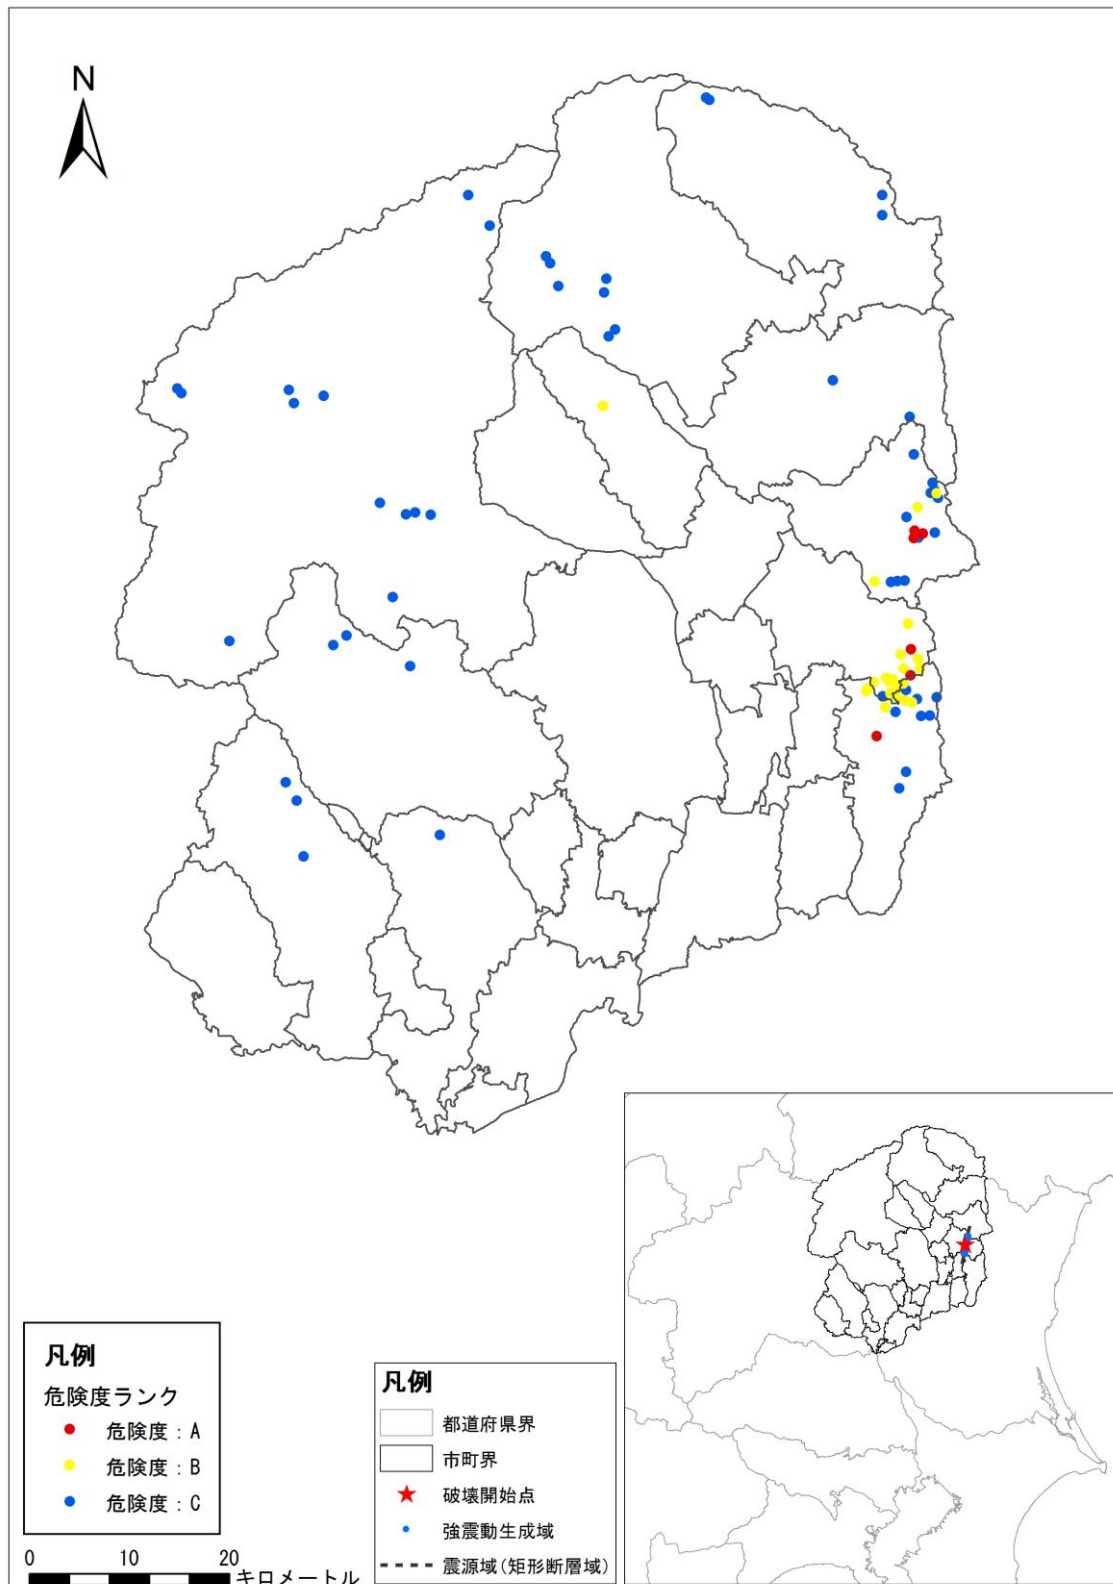 N
凡例
危険度ランク
危険度：A
危険度：B
危険度：C
0 10 20
キロメートル
凡例
都道府県界
市町界
破壊開始点
強震動生成域
震源域(矩形断層域)